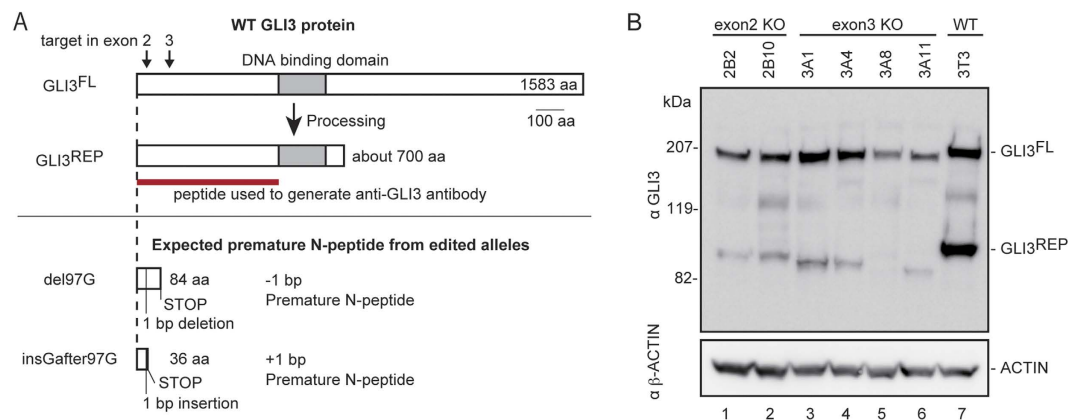 A
WT GLI3 protein
target in exon 2 3
DNA binding domain
GLI3FL
1583 aa
Processing
100 aa
GLI3REP
about 700 aa
peptide used to generate anti-GLI3 antibody
Expected premature N-peptide from edited alleles
del97G
84 aa
-1 bp
STOP
Premature N-peptide
1 bp deletion
insGafter97G
36 aa
+1 bp
STOP
Premature N-peptide
1 bp insertion
B
exon2 KO exon3 KO WT
2B2 2B10 3A1 3A4 3A8 3A11 3T3
kDa
207-
- GLI3FL
α GLI3
119-
- GLI3REP
82-
α β-ACTIN
- ACTIN
1 2 3 4 5 6 7